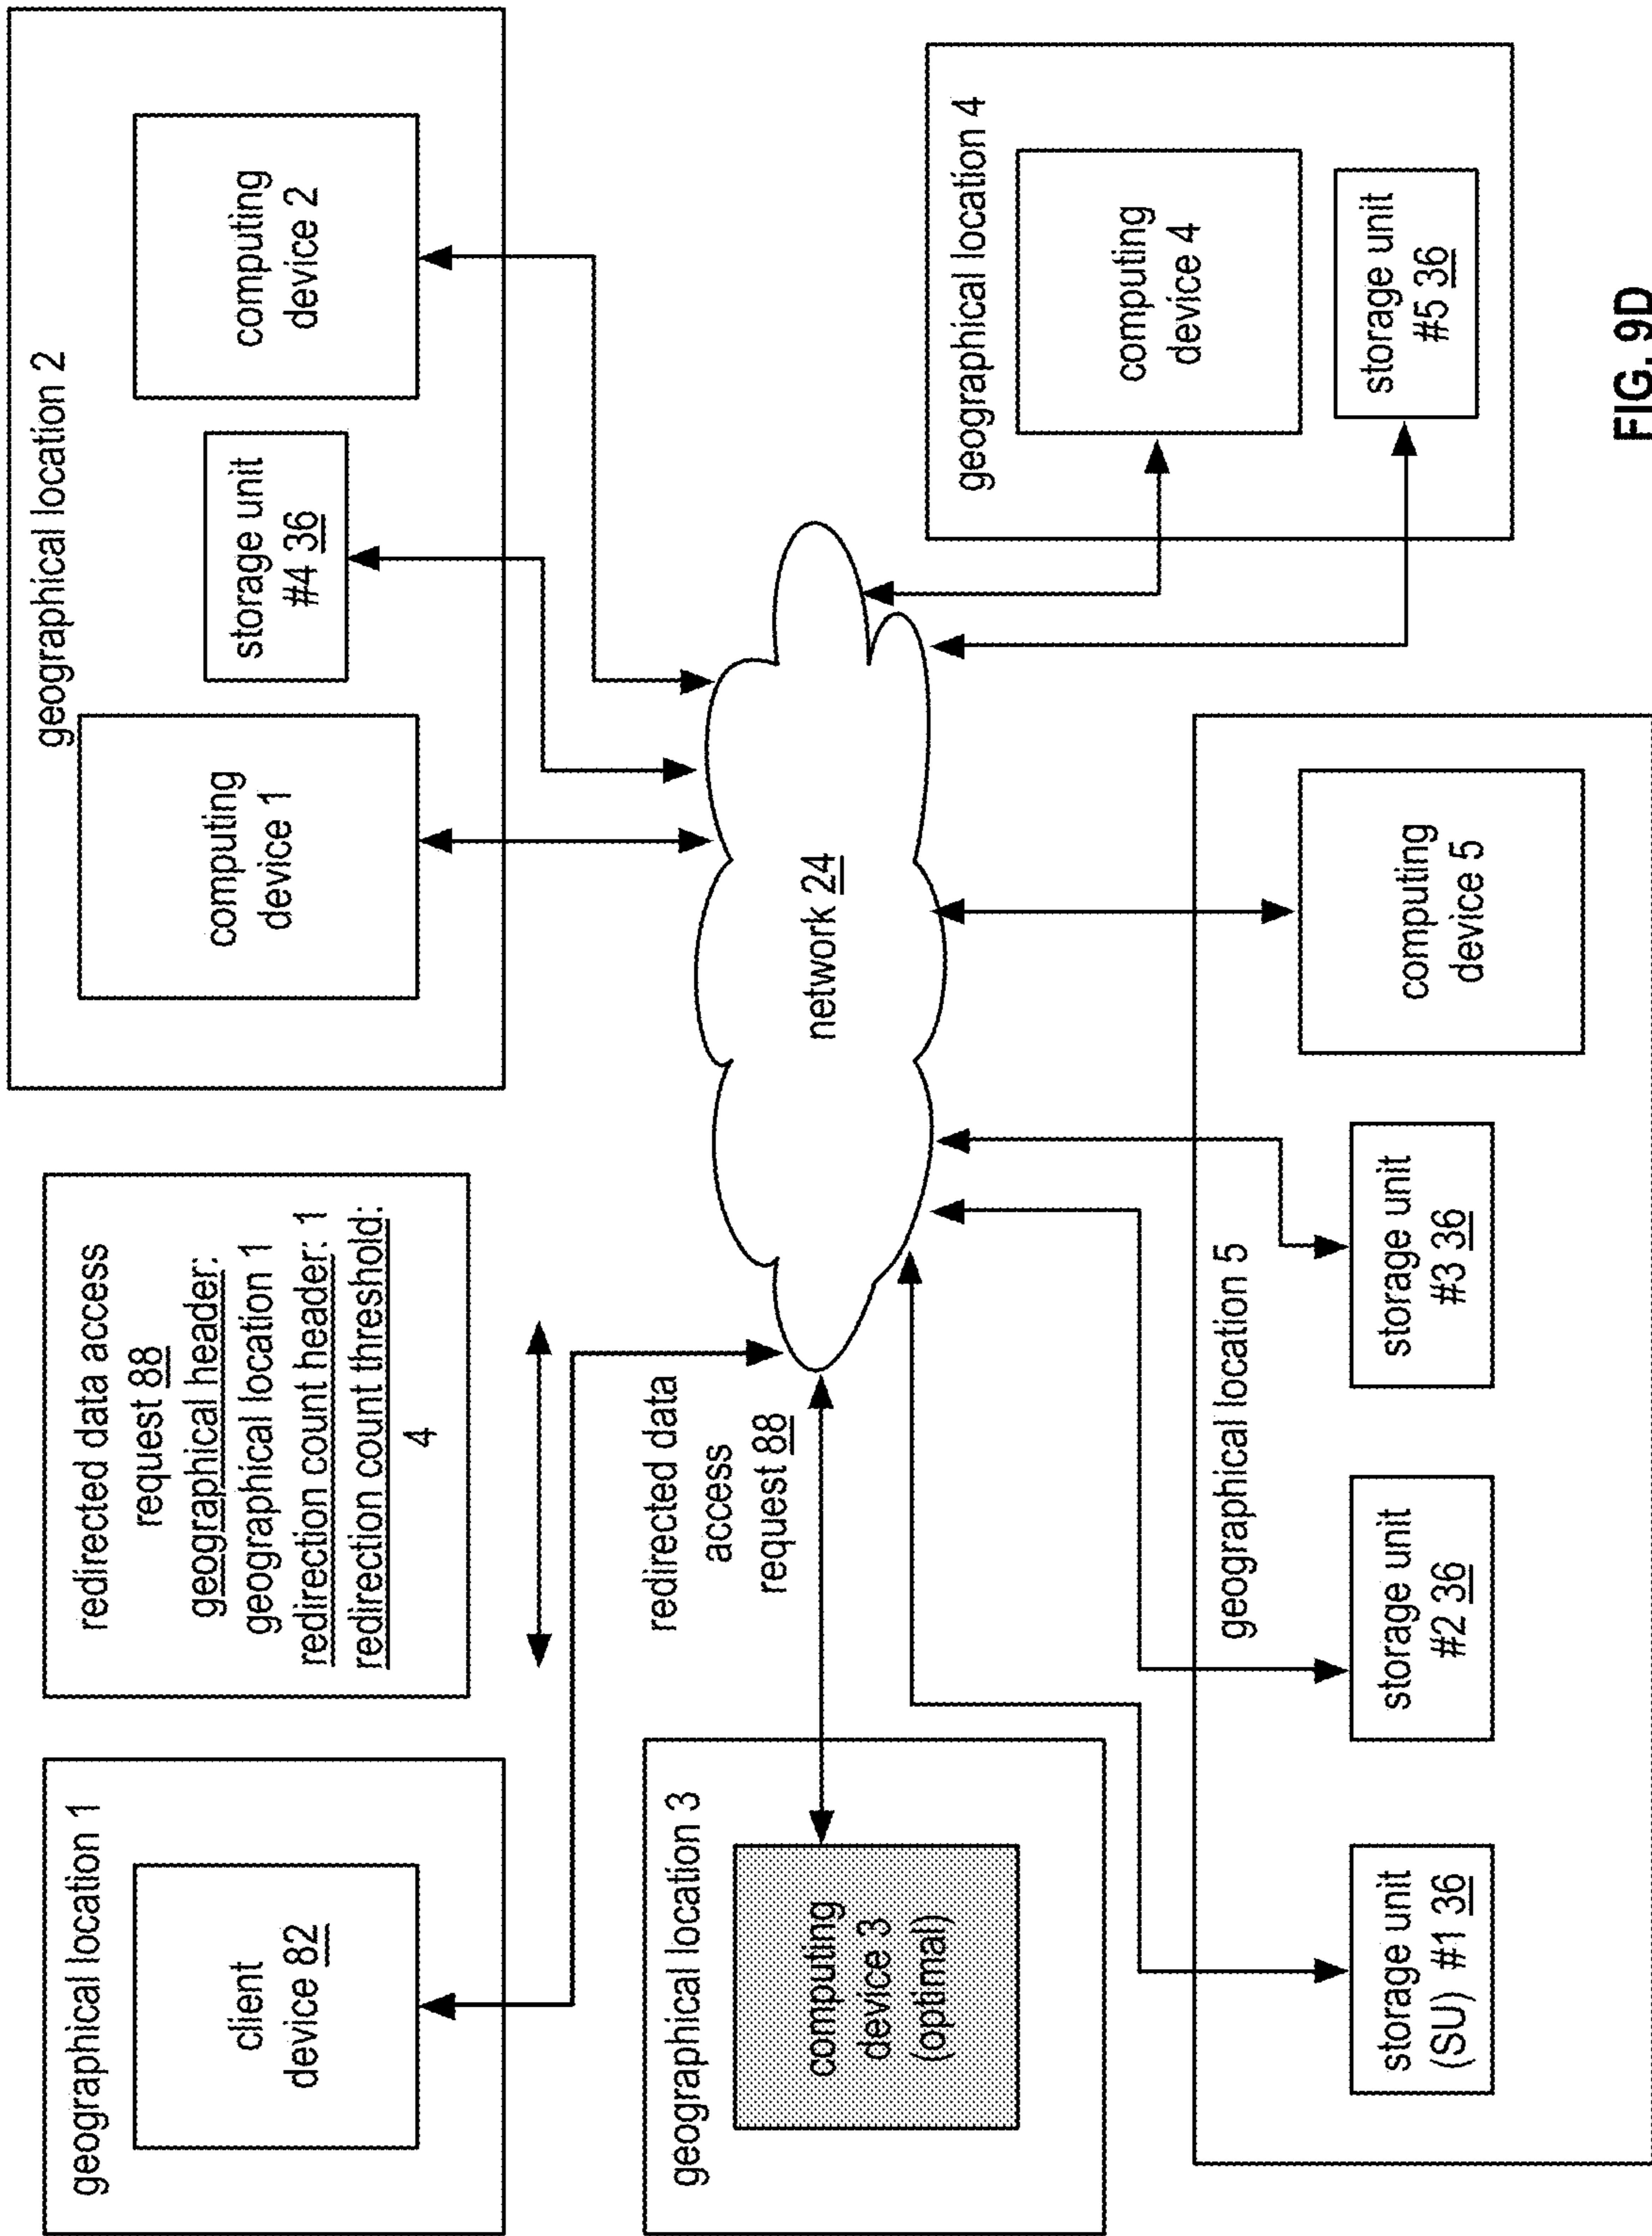 geographical location 1
client
device 82
redirected data access
request 88
geographical header:
geographical location 1
redirection count header: 1
redirection count threshold:
4
geographical location 2
computing
device 1
storage unit
#4 36
computing
device 2
geographical location 3
computing
device 3
(optimal)
redirected data
access
request 88
network 24
geographical location 4
computing
device 4
storage unit
#5 36
geographical location 5
storage unit
(SU) #1 36
storage unit
#2 36
storage unit
#3 36
computing
device 5
FIG. 9D